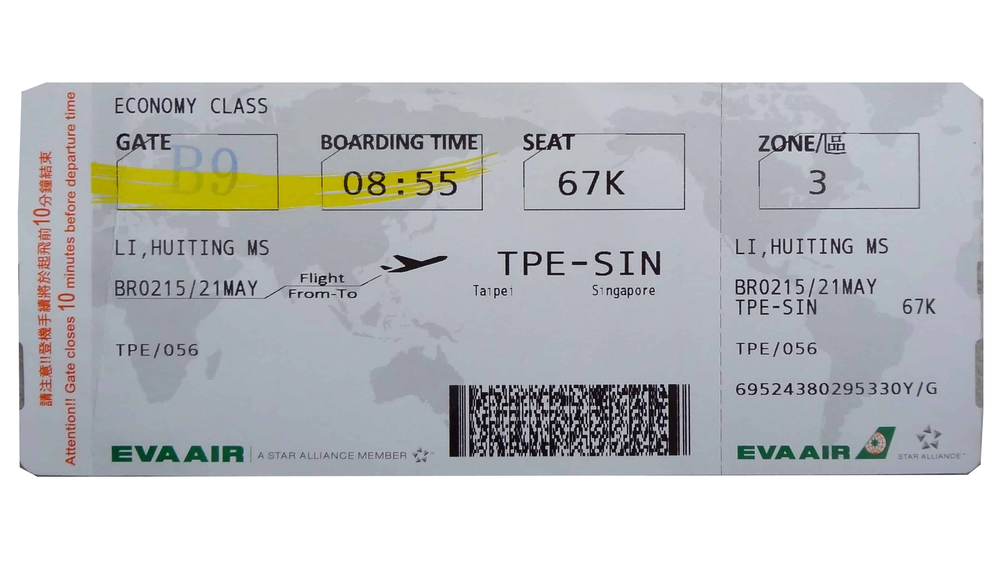 請注意!!登機手續將於起飛前10分鐘結束
Attention!! Gate closes 10 minutes before departure time
ECONOMY CLASS
GATE
B9
BOARDING TIME
08:55
SEAT
67K
LI,HUITING MS
BR0215/21MAY
Flight
From-To
TPE-SIN
Taipei Singapore
TPE/056
EVA AIR A STAR ALLIANCE MEMBER ™
ZONE/區
3
LI,HUITING MS
BR0215/21MAY
TPE-SIN 67K
TPE/056
69524380295330Y/G
EVA AIR
STAR ALLIANCE™